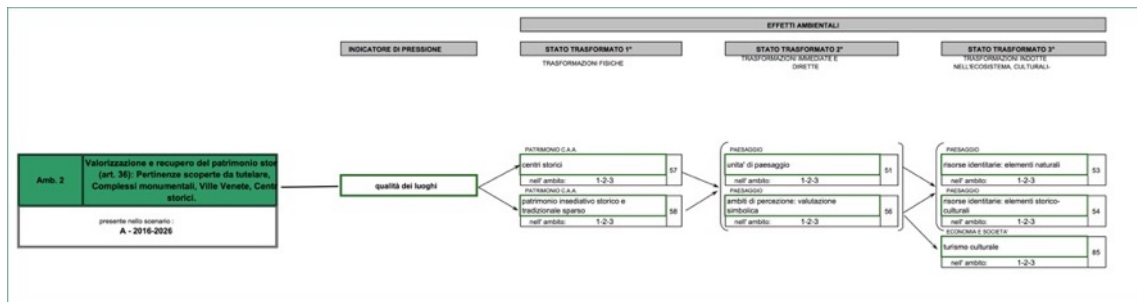 EFFETTI AMBIENTALI
INDICATORE DI PRESSIONE
STATO TRASFORMATO 1°
STATO TRASFORMATO 2°
STATO TRASFORMATO 3°
TRASFORMAZIONI FISICHE
TRASFORMAZIONI IMMEDIATE E
DIRETTE
TRASFORMAZIONI INDOTTE
NELL'ECOSISTEMA, CULTURALI-
Amb. 2
Valorizzazione e recupero del patrimonio stor
(art. 36): Pertinenze scoperte da tutelare,
Complessi monumentali, Ville Venete, Centr
storici.
presente nello scenario :
A - 2016-2026
qualità dei luoghi
PATRIMONIO C.A.A.
centri storici
57
nell' ambito: 1-2-3
PATRIMONIO C.A.A.
patrimonio insediativo storico e
tradizionale sparso
58
nell' ambito: 1-2-3
PAESAGGIO
unita' di paesaggio
51
nell' ambito: 1-2-3
PAESAGGIO
ambiti di percezione: valutazione
simbolica
56
nell' ambito: 1-2-3
PAESAGGIO
risorse identitarie: elementi naturali
53
nell' ambito: 1-2-3
PAESAGGIO
risorse identitarie: elementi storico-
culturali
54
nell' ambito: 1-2-3
ECONOMIA E SOCIETA'
turismo culturale
85
nell' ambito: 1-2-3